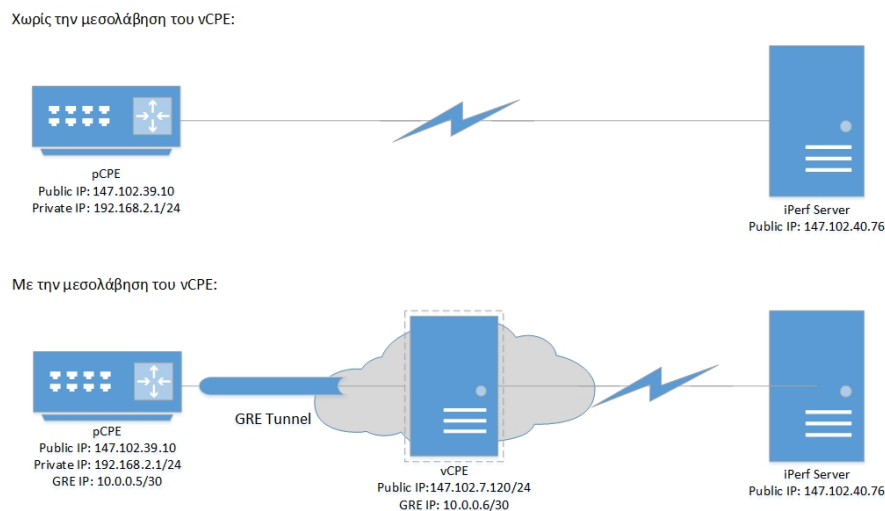 Χωρίς την μεσολάβηση του vCPE:
pCPE
Public IP: 147.102.39.10
Private IP: 192.168.2.1/24
iPerf Server
Public IP: 147.102.40.76
Με την μεσολάβηση του vCPE:
GRE Tunnel
pCPE
Public IP: 147.102.39.10
Private IP: 192.168.2.1/24
GRE IP: 10.0.0.5/30
vCPE
Public IP:147.102.7.120/24
GRE IP: 10.0.0.6/30
iPerf Server
Public IP: 147.102.40.76